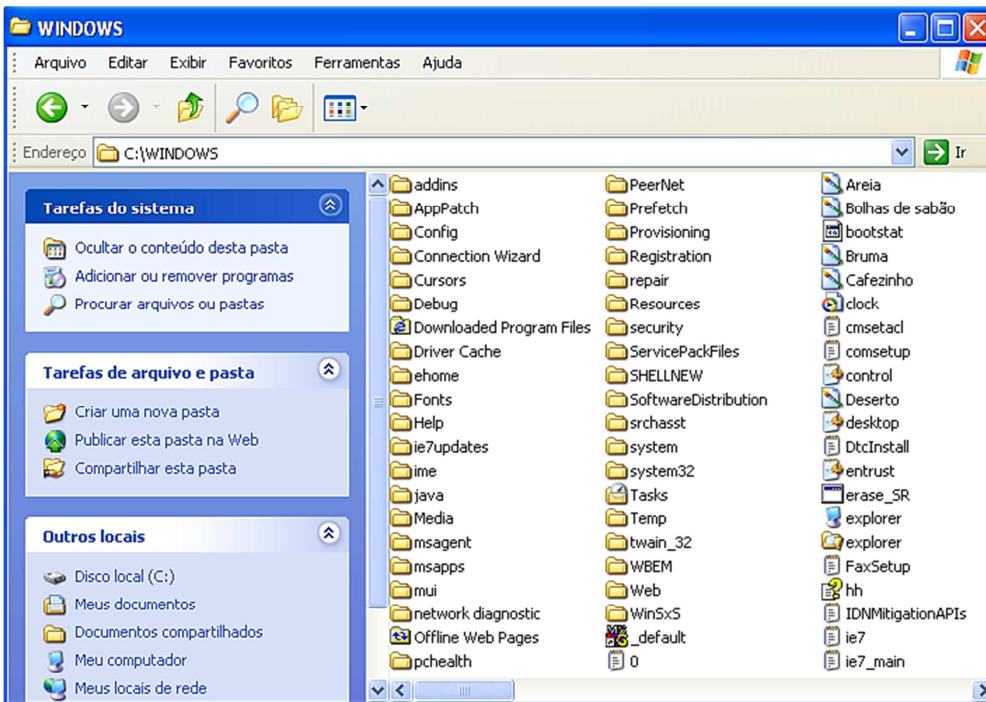 WINDOWS
Arquivo Editar Exibir Favoritos Ferramentas Ajuda
Endereço C:\WINDOWS Ir
Tarefas do sistema
Ocultar o conteúdo desta pasta
Adicionar ou remover programas
Procurar arquivos ou pastas
Tarefas de arquivo e pasta
Criar uma nova pasta
Publicar esta pasta na Web
Compartilhar esta pasta
Outros locais
Disco local (C:)
Meus documentos
Documentos compartilhados
Meu computador
Meus locais de rede
addins
AppPatch
Config
Connection Wizard
Cursors
Debug
Downloaded Program Files
Driver Cache
ehome
Fonts
Help
ie7updates
ime
java
Media
msagent
msapps
mui
network diagnostic
Offline Web Pages
pchealth
PeerNet
Prefetch
Provisioning
Registration
repair
Resources
security
ServicePackFiles
SHELLNEW
SoftwareDistribution
srchasst
system
system32
Tasks
Temp
twain_32
WBEM
Web
WinSxS
_default
0
Areia
Bolhas de sabão
bootstat
Bruma
Cafezinho
clock
cmsetacl
comsetup
control
Deserto
desktop
DtcInstall
entrust
erase_SR
explorer
explorer
FaxSetup
hh
IDNMitigationAPIs
ie7
ie7_main